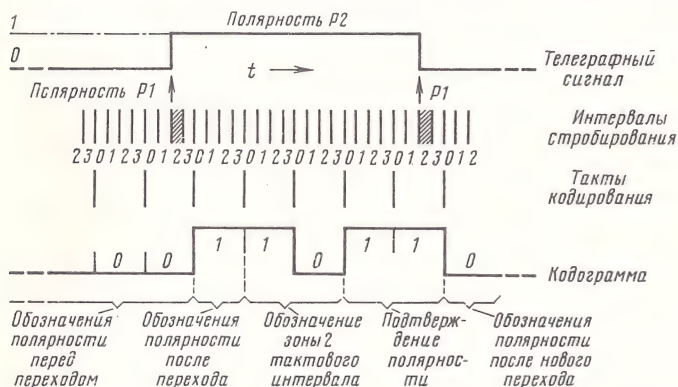 1
Полярность P2
0
t
Телеграфный
сигнал
Полярность P1
P1
Интервалы
стробирования
2 3 0 1 2 3 0 1 2 3 0 1 2 3 0 1 2 3 0 1 2 3 0 1 2 3 0 1 2 3 0 1 2
Такты
кодирования
0 0 1 1 0 1 1 0
Кодограмма
Обозначения
полярности
перед
переходом
Обозначения
полярности
после
перехода
Обозначение
зоны 2
тактового
интервала
Подтверж-
дение
полярнос-
ти
Обозначения
полярности
после нового
перехода